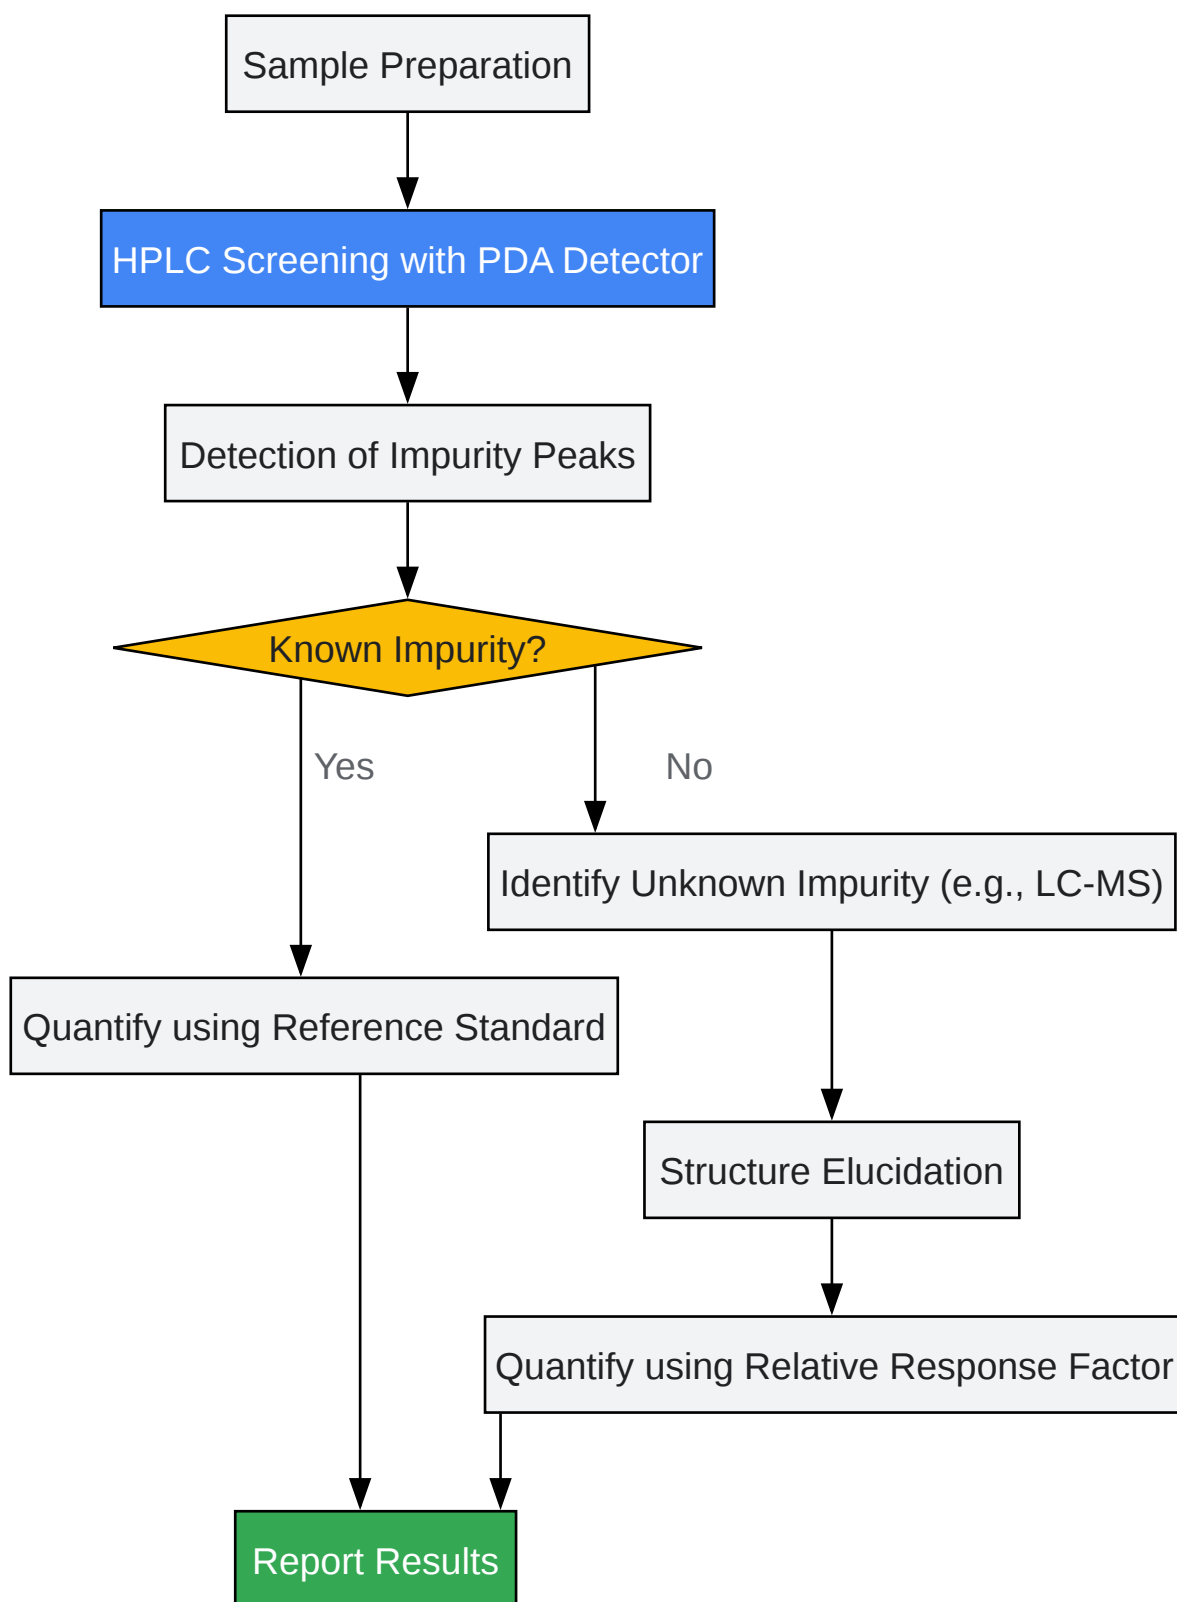 Sample Preparation
HPLC Screening with PDA Detector
Detection of Impurity Peaks
Known Impurity?
Yes
No
Identify Unknown Impurity (e.g., LC-MS)
Quantify using Reference Standard
Structure Elucidation
Quantify using Relative Response Factor
Report Results